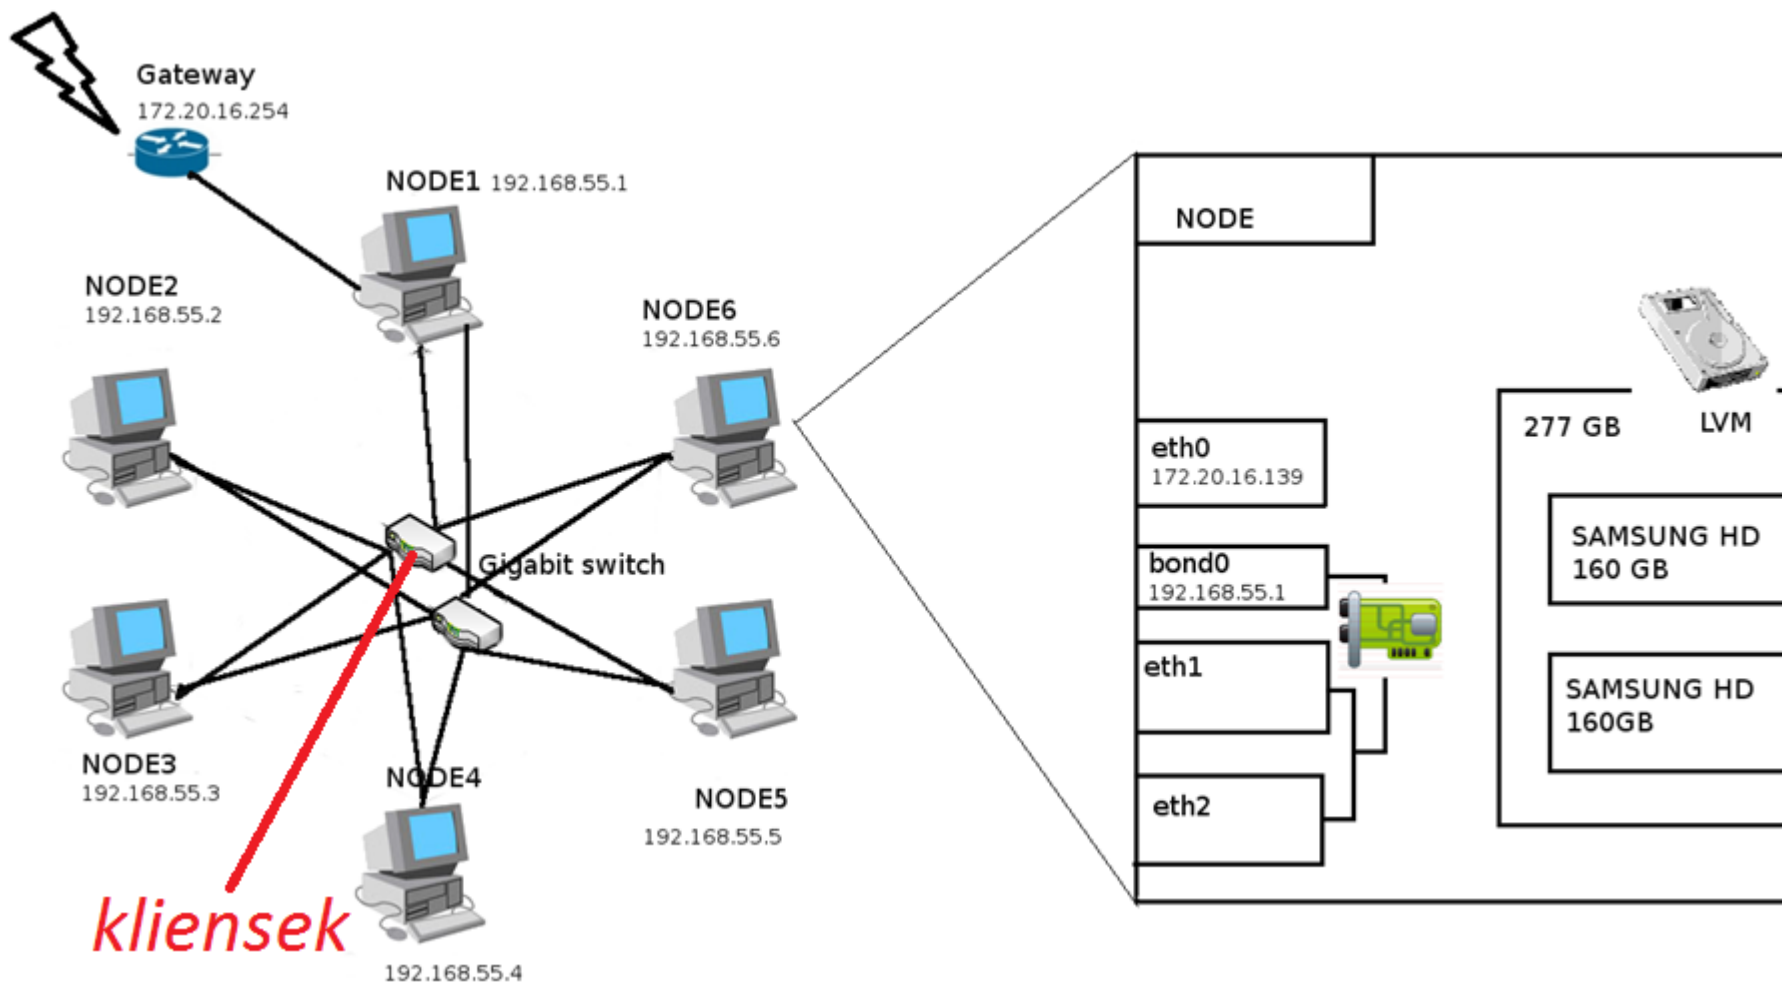 Gateway
172.20.16.254
NODE1 192.168.55.1
NODE2
192.168.55.2
NODE6
192.168.55.6
Gigabit switch
NODE3
192.168.55.3
NODE4
192.168.55.4
NODE5
192.168.55.5
kliensek
NODE
eth0
172.20.16.139
bond0
192.168.55.1
eth1
eth2
277 GB
LVM
SAMSUNG HD
160 GB
SAMSUNG HD
160GB